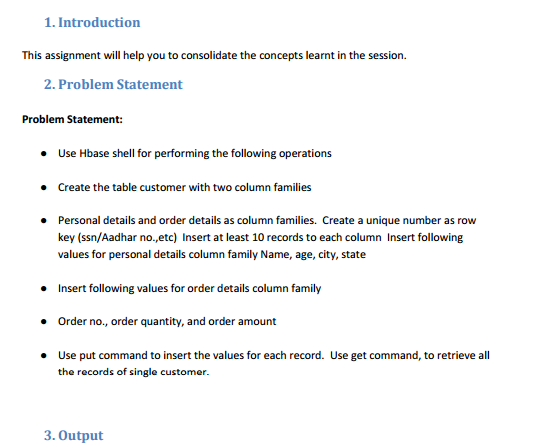 1. Introduction
This assignment will help you to consolidate the concepts learnt in the session.
2. Problem Statement
Problem Statement:
● Use Hbase shell for performing the following operations
● Create the table customer with two column families
● Personal details and order details as column families. Create a unique number as row
key (ssn/Aadhar no.,etc) Insert at least 10 records to each column Insert following
values for personal details column family Name, age, city, state
● Insert following values for order details column family
● Order no., order quantity, and order amount
● Use put command to insert the values for each record. Use get command, to retrieve all
the records of single customer.
3. Output